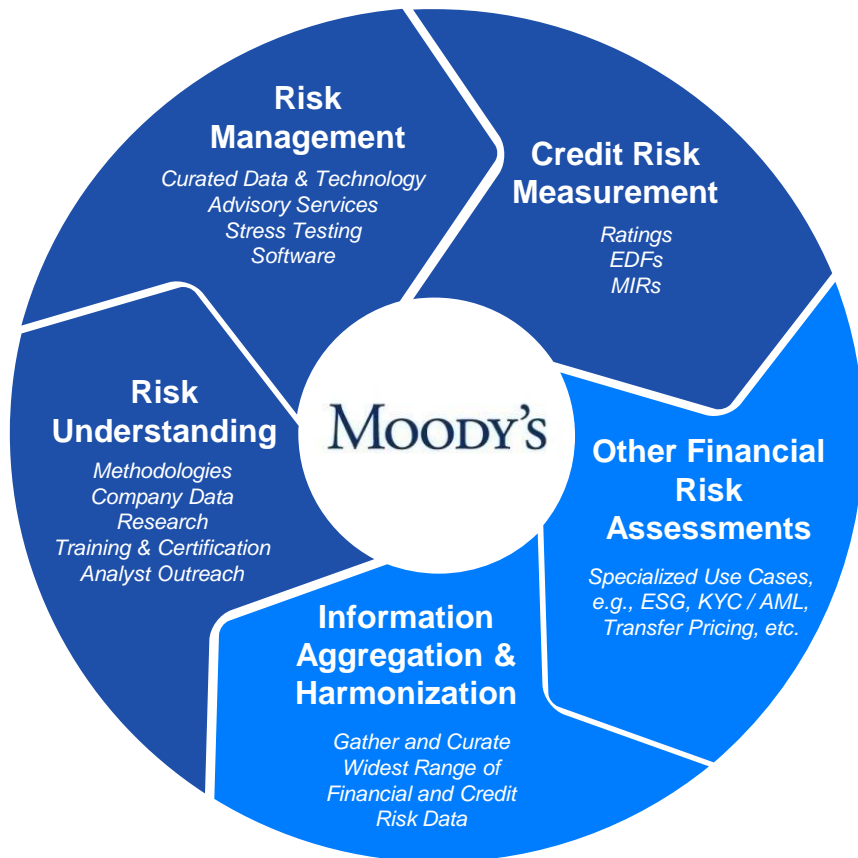 Risk
Management
Curated Data & Technology
Advisory Services
Stress Testing
Software
Credit Risk
Measurement
Ratings
EDFs
MIRs
Risk
Understanding
Methodologies
Company Data
Research
Training & Certification
Analyst Outreach
MOODY'S
Other Financial
Risk
Assessments
Specialized Use Cases,
e.g., ESG, KYC / AML,
Transfer Pricing, etc.
Information
Aggregation &
Harmonization
Gather and Curate
Widest Range of
Financial and Credit
Risk Data